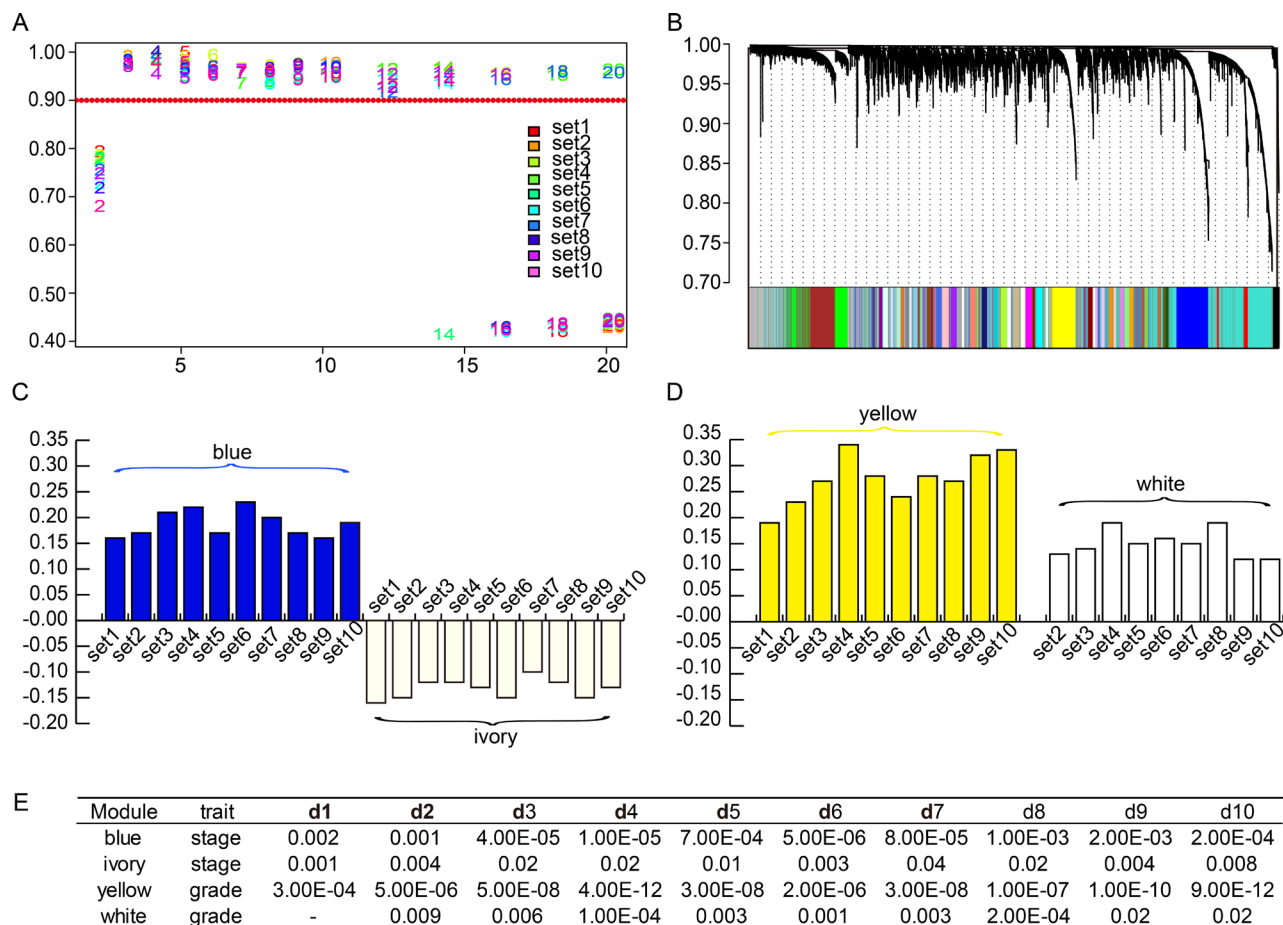 A
1.00
0.90
0.80
0.70
0.60
0.50
0.40
5 10 15 20
set1
set2
set3
set4
set5
set6
set7
set8
set9
set10
B
1.00
0.95
0.90
0.85
0.80
0.75
0.70
C
0.35
0.30
0.25
0.20
0.15
0.10
0.05
-0.00
-0.05
-0.10
-0.15
-0.20
blue
set1 set2 set3 set4 set5 set6 set7 set8 set9 set10
set1 set2 set3 set4 set5 set6 set7 set8 set9 set10
ivory
D
0.35
0.30
0.25
0.20
0.15
0.10
0.05
-0.00
-0.05
-0.10
-0.15
-0.20
yellow
white
set1 set2 set3 set4 set5 set6 set7 set8 set9 set10
set2 set3 set4 set5 set6 set7 set8 set9 set10
E
Module trait d1 d2 d3 d4 d5 d6 d7 d8 d9 d10
blue stage 0.002 0.001 4.00E-05 1.00E-05 7.00E-04 5.00E-06 8.00E-05 1.00E-03 2.00E-03 2.00E-04
ivory stage 0.001 0.004 0.02 0.02 0.01 0.003 0.04 0.02 0.004 0.008
yellow grade 3.00E-04 5.00E-06 5.00E-08 4.00E-12 3.00E-08 2.00E-06 3.00E-08 1.00E-07 1.00E-10 9.00E-12
white grade - 0.009 0.006 1.00E-04 0.003 0.001 0.003 2.00E-04 0.02 0.02